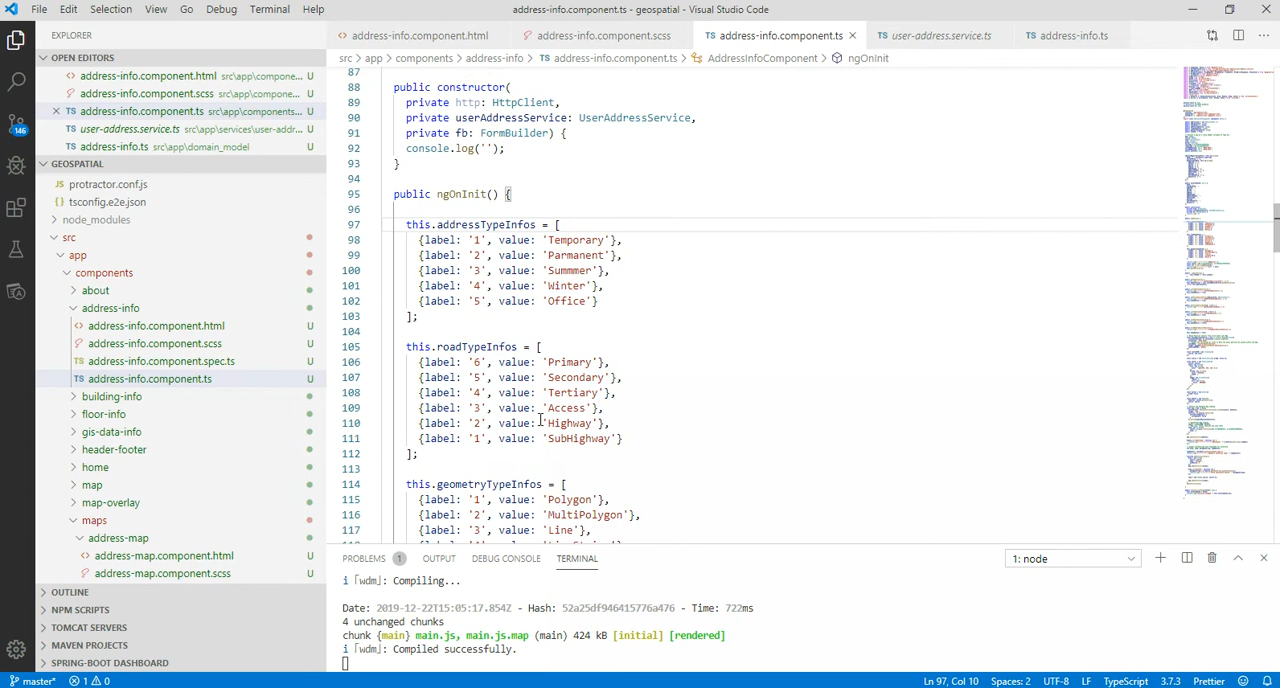 File Edit Selection View Go Debug Terminal Help
address-info.component.ts - geospatial - Visual Studio Code
EXPLORER
OPEN EDITORS
address-info.component.html src\app\compone... U
address-info.component.scss src\app\compone... U
address-info.component.ts src\app\components... U
user-address.service.ts src\app\services\user-addr... U
address-info.ts src\app\domain_model U
GEOSPATIAL
protractor.conf.js
tsconfig.e2e.json
node_modules
src
app
components
about
address-info
address-info.component.html U
address-info.component.scss U
address-info.component.spec.ts U
address-info.component.ts U
building-info
floor-info
gis-data-info
header-footer
home
map
map-overlay
maps
address-map
address-map.component.html U
address-map.component.scss U
OUTLINE
NPM SCRIPTS
TOMCAT SERVERS
MAVEN PROJECTS
SPRING-BOOT DASHBOARD
146
address-info.component.html address-info.component.scss TS address-info.component.ts TS user-address.service.ts TS address-info.ts
src > app > components > address-info > TS address-info.component.ts > AddressInfoComponent > ngOnInit
87
88 public constructor(
89 private http: HttpClient,
90 private userAddressService: UserAddressService,
91 private fb: FormBuilder) {
92 console.log('');
93 }
94
95 public ngOnInit() {
96
97 this.addressTypeInfos = [
98 {label: '1', value: 'Temporary'},
99 {label: '2', value: 'Parmanent'},
100 {label: '3', value: 'Summmer'},
101 {label: '4', value: 'Winter'},
102 {label: '5', value: 'Office'}
103 ];
104
105 this.roadTypeInfos = [
106 {label: '6', value: 'Primary'},
107 {label: '5', value: 'Secondary'},
108 {label: '4', value: 'Tertiary'},
109 {label: '3', value: 'Access'},
110 {label: '2', value: 'Highway'},
111 {label: '1', value: 'SubHighway'}
112 ];
113
114 this.geometryTypeInfos = [
115 {label: '1', value: 'Polygon'},
116 {label: '2', value: 'MultiPolygon'},
117 {label: '3', value: 'Line'},
PROBLEMS 1 OUTPUT DEBUG CONSOLE TERMINAL 1: node
i ｢wdm｣: Compiling...
Date: 2019-12-22T15:05:17.854Z - Hash: 52a25df946415776a476 - Time: 722ms
4 unchanged chunks
chunk {main} main.js, main.js.map (main) 424 kB [initial] [rendered]
i ｢wdm｣: Compiled successfully.
master* 1 0 Ln 97, Col 10 Spaces: 2 UTF-8 LF TypeScript 3.7.3 Prettier